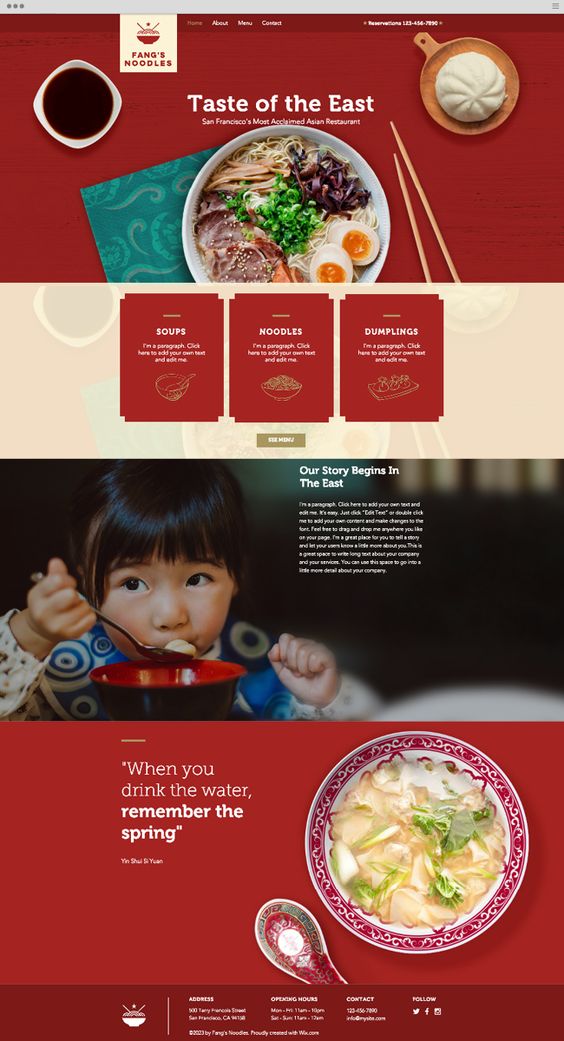 FANG'S
NOODLES
Home About Menu Contact
Reservations 123-456-7890
Taste of the East
San Francisco's Most Acclaimed Asian Restaurant
SOUPS
I'm a paragraph. Click
here to add your own text
and edit me.
NOODLES
I'm a paragraph. Click
here to add your own text
and edit me.
DUMPLINGS
I'm a paragraph. Click
here to add your own text
and edit me.
SEE MENU
Our Story Begins In
The East
I'm a paragraph. Click here to add your own text and
edit me. It's easy. Just click "Edit Text" or double click
me to add your own content and make changes to the
font. Feel free to drag and drop me anywhere you like
on your page. I'm a great place for you to tell a story
and let your users know a little more about you.This is
a great space to write long text about your company
and your services. You can use this space to go into a
little more detail about your company.
"When you
drink the water,
remember the
spring"
Yin Shui Si Yuan
ADDRESS
500 Terry Francois Street
San Francisco, CA 94158
OPENING HOURS
Mon - Fri: 11am - 10pm
Sat - Sun: 11am - 12pm
CONTACT
123-456-7890
info@mysite.com
FOLLOW
©2023 by Fang's Noodles. Proudly created with Wix.com